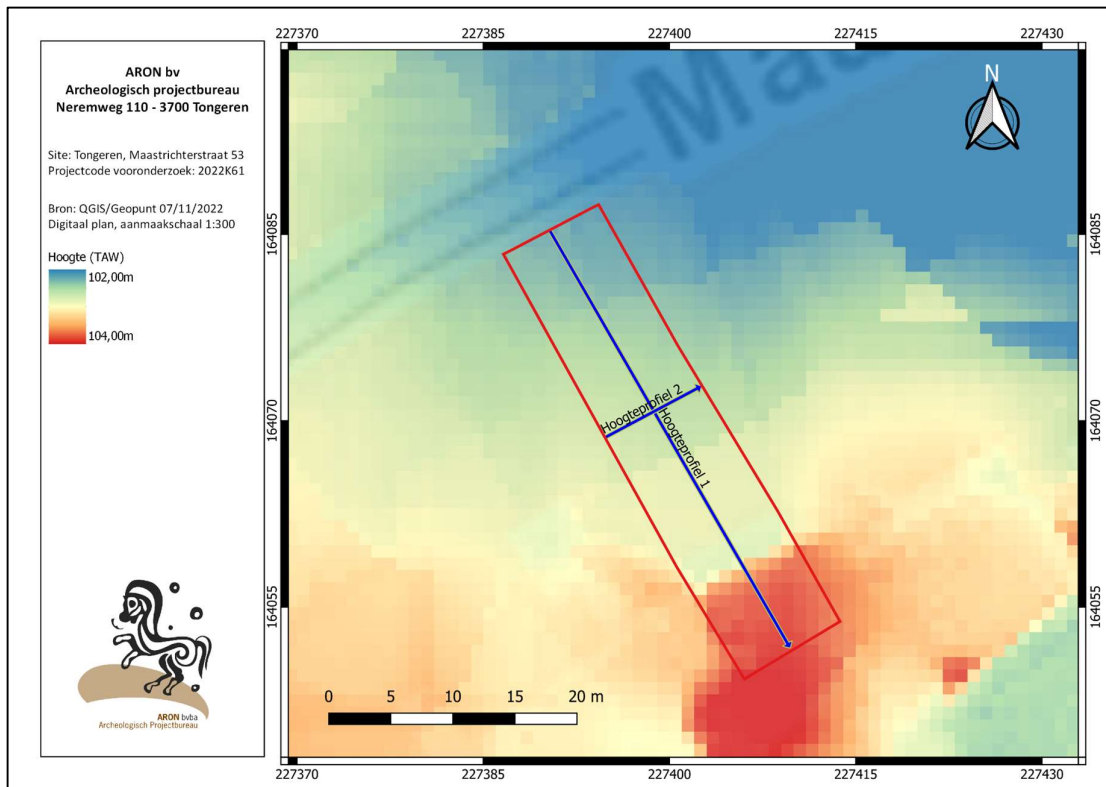 ARON bv
Archeologisch projectbureau
Neremweg 110 - 3700 Tongeren
Site: Tongeren, Maastrichterstraat 53
Projectcode vooronderzoek: 2022K61
Bron: QGIS/Geopunt 07/11/2022
Digitaal plan, aanmaakschaal 1:300
Hoogte (TAW)
102,00m
104,00m
ARON bvba
Archeologisch Projectbureau
227370 227385 227400 227415 227430
Maa
N
164085 164085
Hoogteprofiel 2
164070 164070
Hoogteprofiel 1
164055 164055
0 5 10 15 20 m
227370 227385 227400 227415 227430